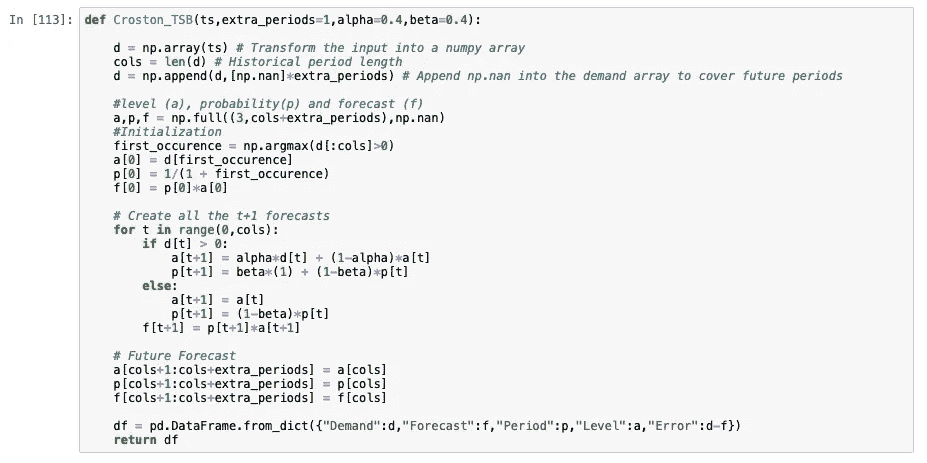 In [113]: def Croston_TSB(ts,extra_periods=1,alpha=0.4,beta=0.4):
d = np.array(ts) # Transform the input into a numpy array
cols = len(d) # Historical period length
d = np.append(d,[np.nan]*extra_periods) # Append np.nan into the demand array to cover future periods
#level (a), probability(p) and forecast (f)
a,p,f = np.full((3,cols+extra_periods),np.nan)
#Initialization
first_occurence = np.argmax(d[:cols]>0)
a[0] = d[first_occurence]
p[0] = 1/(1 + first_occurence)
f[0] = p[0]*a[0]
# Create all the t+1 forecasts
for t in range(0,cols):
if d[t] > 0:
a[t+1] = alpha*d[t] + (1-alpha)*a[t]
p[t+1] = beta*(1) + (1-beta)*p[t]
else:
a[t+1] = a[t]
p[t+1] = (1-beta)*p[t]
f[t+1] = p[t+1]*a[t+1]
# Future Forecast
a[cols+1:cols+extra_periods] = a[cols]
p[cols+1:cols+extra_periods] = p[cols]
f[cols+1:cols+extra_periods] = f[cols]
df = pd.DataFrame.from_dict({"Demand":d,"Forecast":f,"Period":p,"Level":a,"Error":d-f})
return df